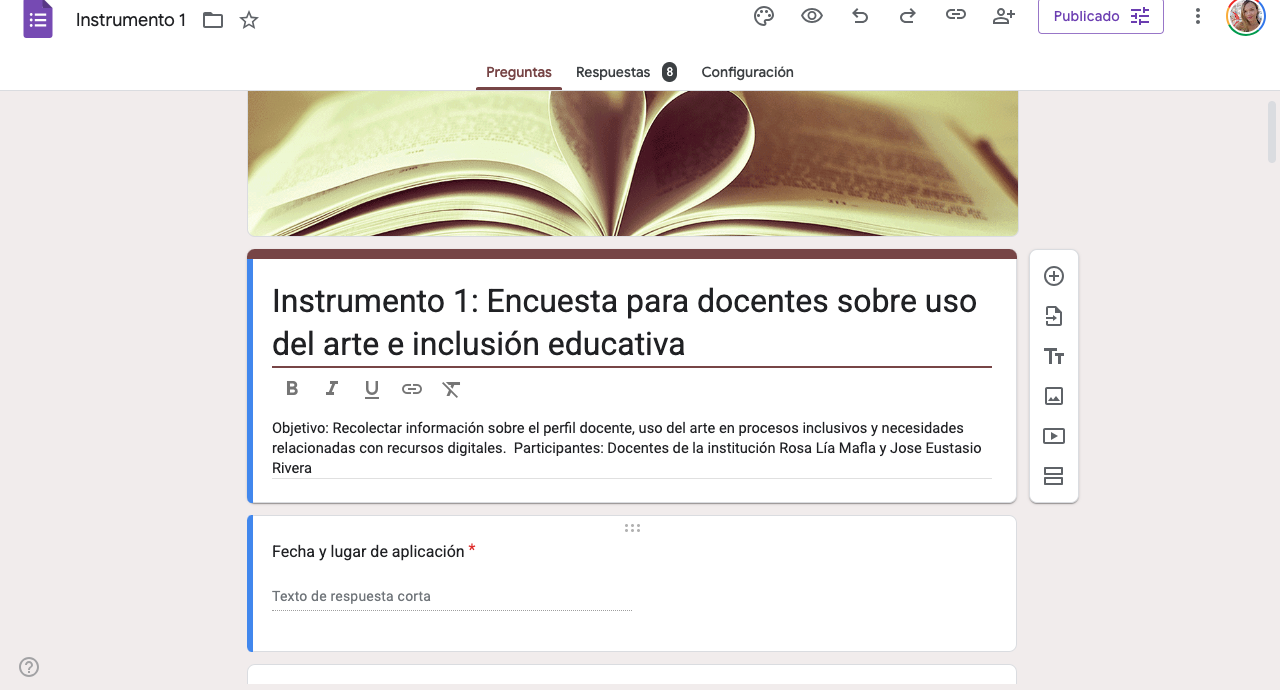 Instrumento 1
Publicado
Preguntas
Respuestas 8
Configuración
Instrumento 1: Encuesta para docentes sobre uso
del arte e inclusión educativa
B I U
Objetivo: Recolectar información sobre el perfil docente, uso del arte en procesos inclusivos y necesidades
relacionadas con recursos digitales.  Participantes: Docentes de la institución Rosa Lía Mafla y Jose Eustasio
Rivera
Fecha y lugar de aplicación *
Texto de respuesta corta